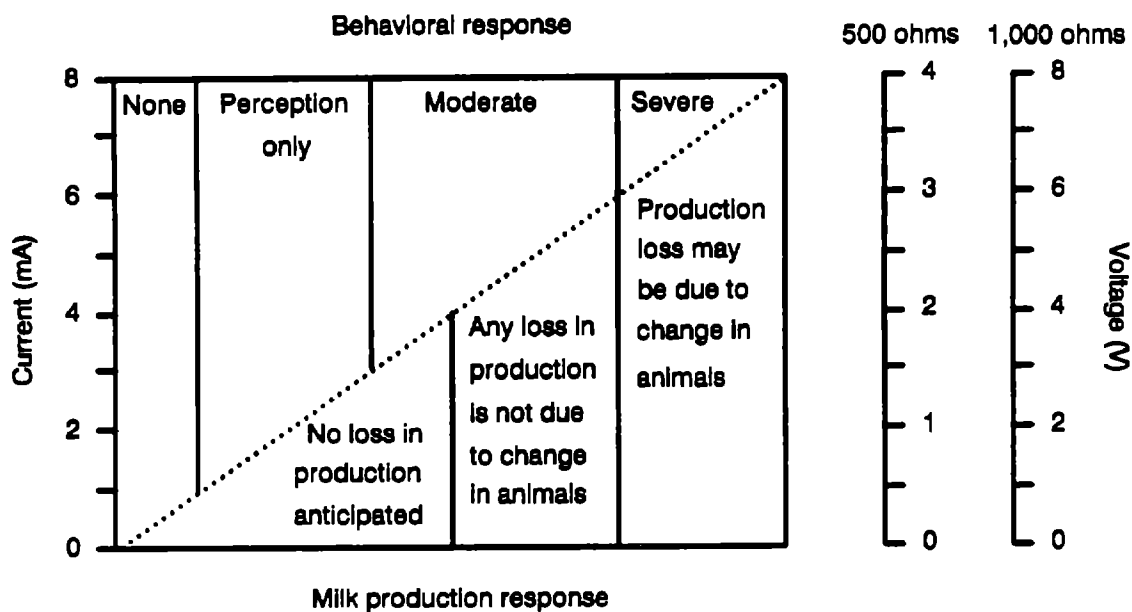 Behavioral response
500 ohms 1,000 ohms
8
6
4
2
0
Current (mA)
None
Perception
only
Moderate
Severe
No loss in
production
anticipated
Any loss in
production
is not due
to change
in animals
Production
loss may
be due to
change in
animals
Milk production response
4
3
2
1
0
8
6
4
2
0
Voltage (V)